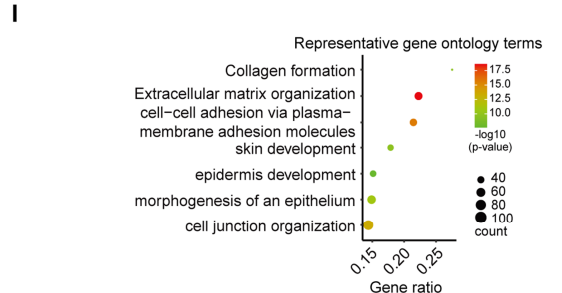 I
Representative gene ontology terms
Collagen formation
Extracellular matrix organization
cell−cell adhesion via plasma−
membrane adhesion molecules
skin development
epidermis development
morphogenesis of an epithelium
cell junction organization
0.15
0.20
0.25
Gene ratio
17.5
15.0
12.5
10.0
-log10
(p-value)
40
60
80
100
count